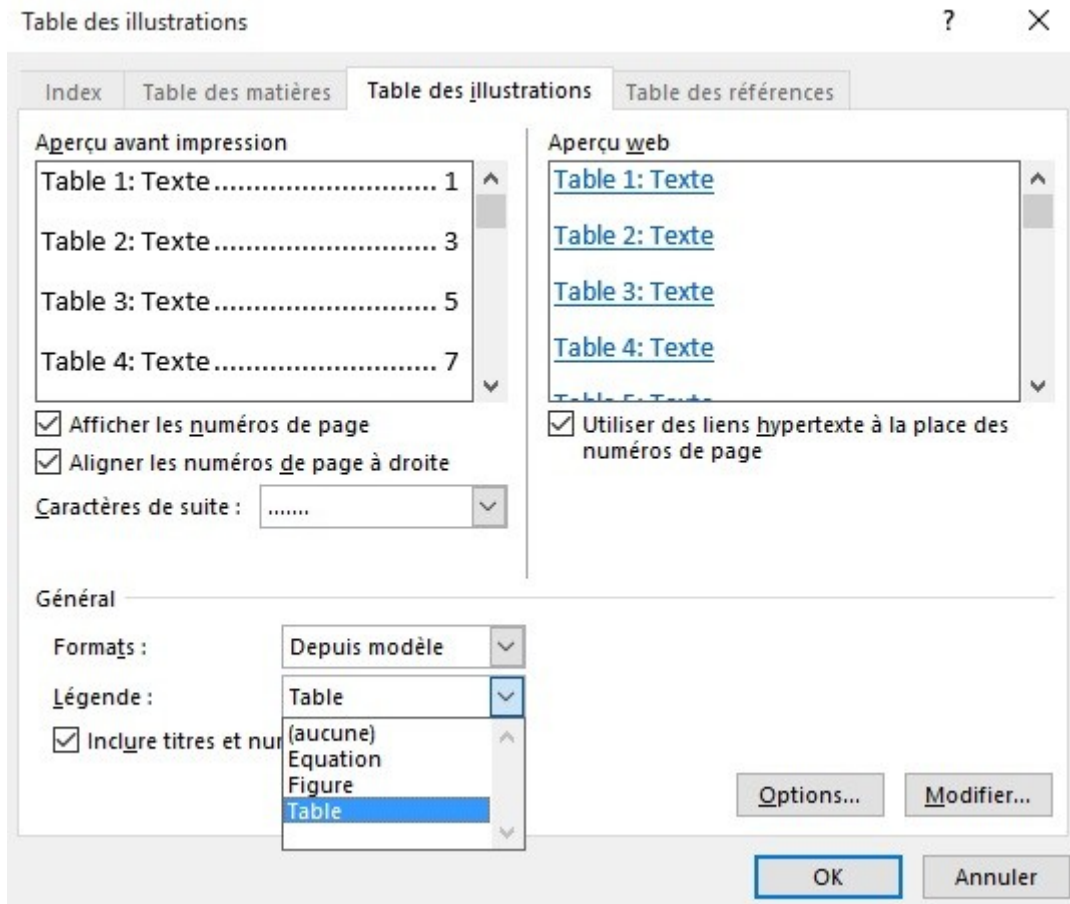 Table des illustrations
Index Table des matières Table des illustrations Table des références
Aperçu avant impression
Table 1: Texte........................... 1
Table 2: Texte........................... 3
Table 3: Texte........................... 5
Table 4: Texte........................... 7
Afficher les numéros de page
Aligner les numéros de page à droite
Caractères de suite : .......
Aperçu web
Table 1: Texte
Table 2: Texte
Table 3: Texte
Table 4: Texte
Table 5: Texte
Utiliser des liens hypertexte à la place des
numéros de page
Général
Formats : Depuis modèle
Légende : Table
Inclure titres et nu
(aucune)
Equation
Figure
Table
Options... Modifier...
OK Annuler